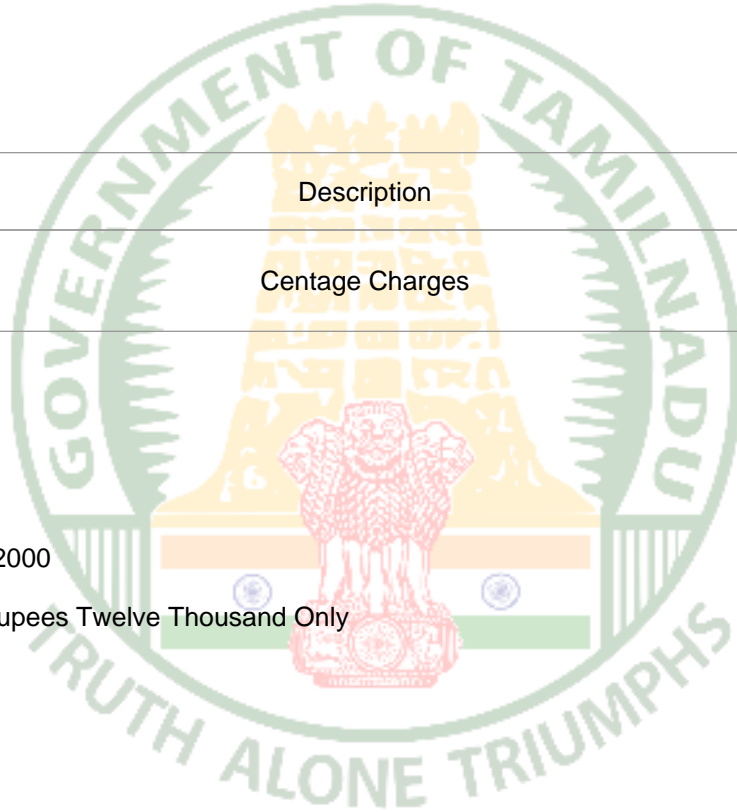 GOVERNMENT OF TAMILNADU
Description
Centage Charges
2000
upees Twelve Thousand Only
TRUTH ALONE TRIUMPHS